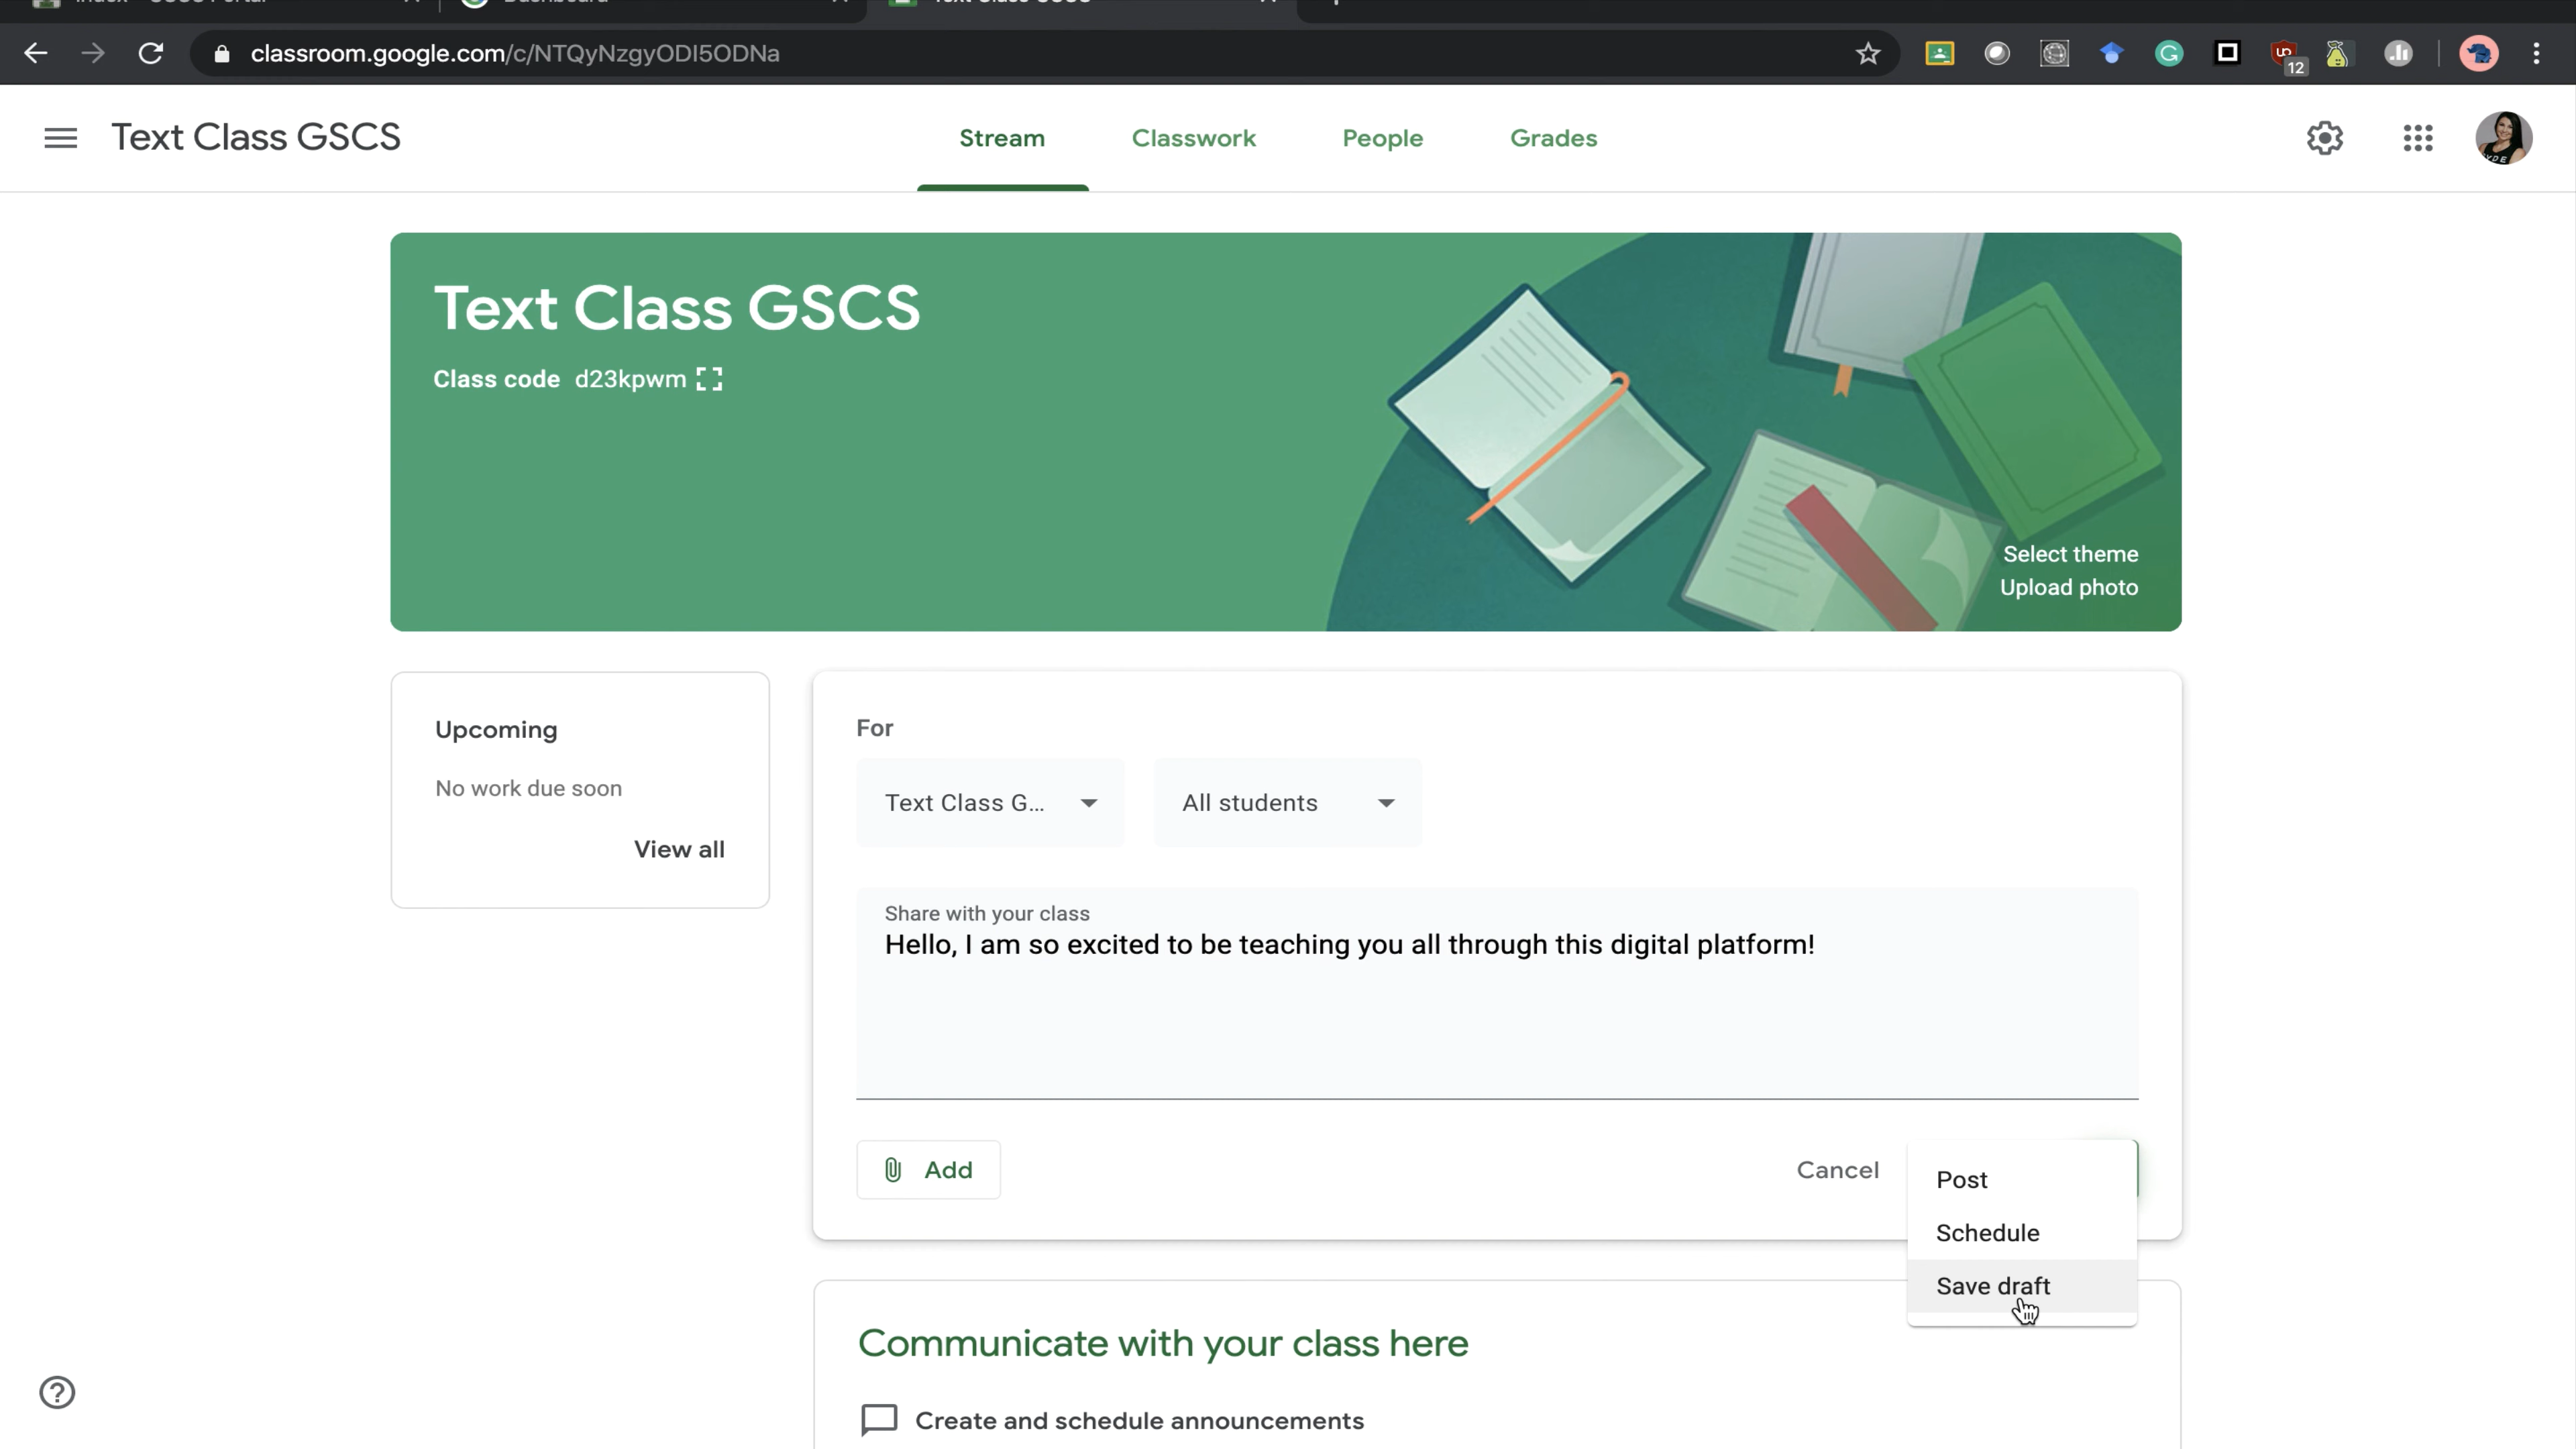 classroom.google.com/c/NTQyNzgyODI5ODNa
12
Text Class GSCS
Stream
Classwork
People
Grades
Text Class GSCS
Class code d23kpwm
Select theme
Upload photo
Upcoming
No work due soon
View all
For
Text Class G...
All students
Share with your class
Hello, I am so excited to be teaching you all through this digital platform!
Add
Cancel
Post
Schedule
Save draft
Communicate with your class here
Create and schedule announcements